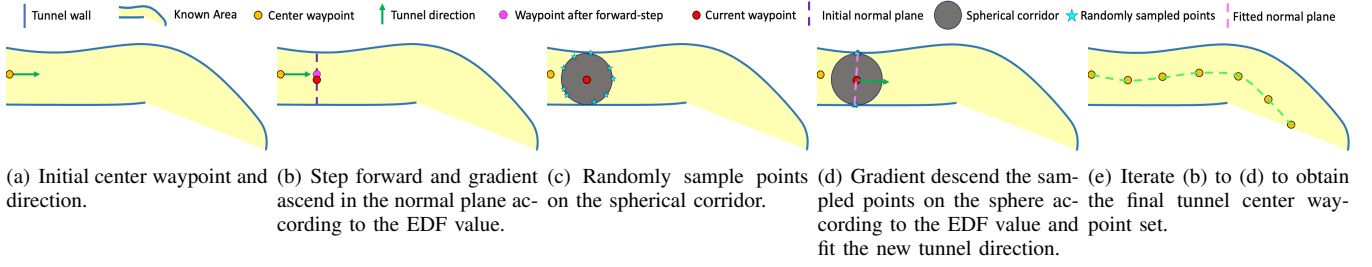 Tunnel wall
Known Area
Center waypoint
Tunnel direction
Waypoint after forward-step
Current waypoint
Initial normal plane
Spherical corridor
Randomly sampled points
Fitted normal plane
(a) Initial center waypoint and
direction.
(b) Step forward and gradient
ascend in the normal plane ac-
cording to the EDF value.
(c) Randomly sample points
on the spherical corridor.
(d) Gradient descend the sam-
pled points on the sphere ac-
cording to the EDF value and
fit the new tunnel direction.
(e) Iterate (b) to (d) to obtain
the final tunnel center way-
point set.